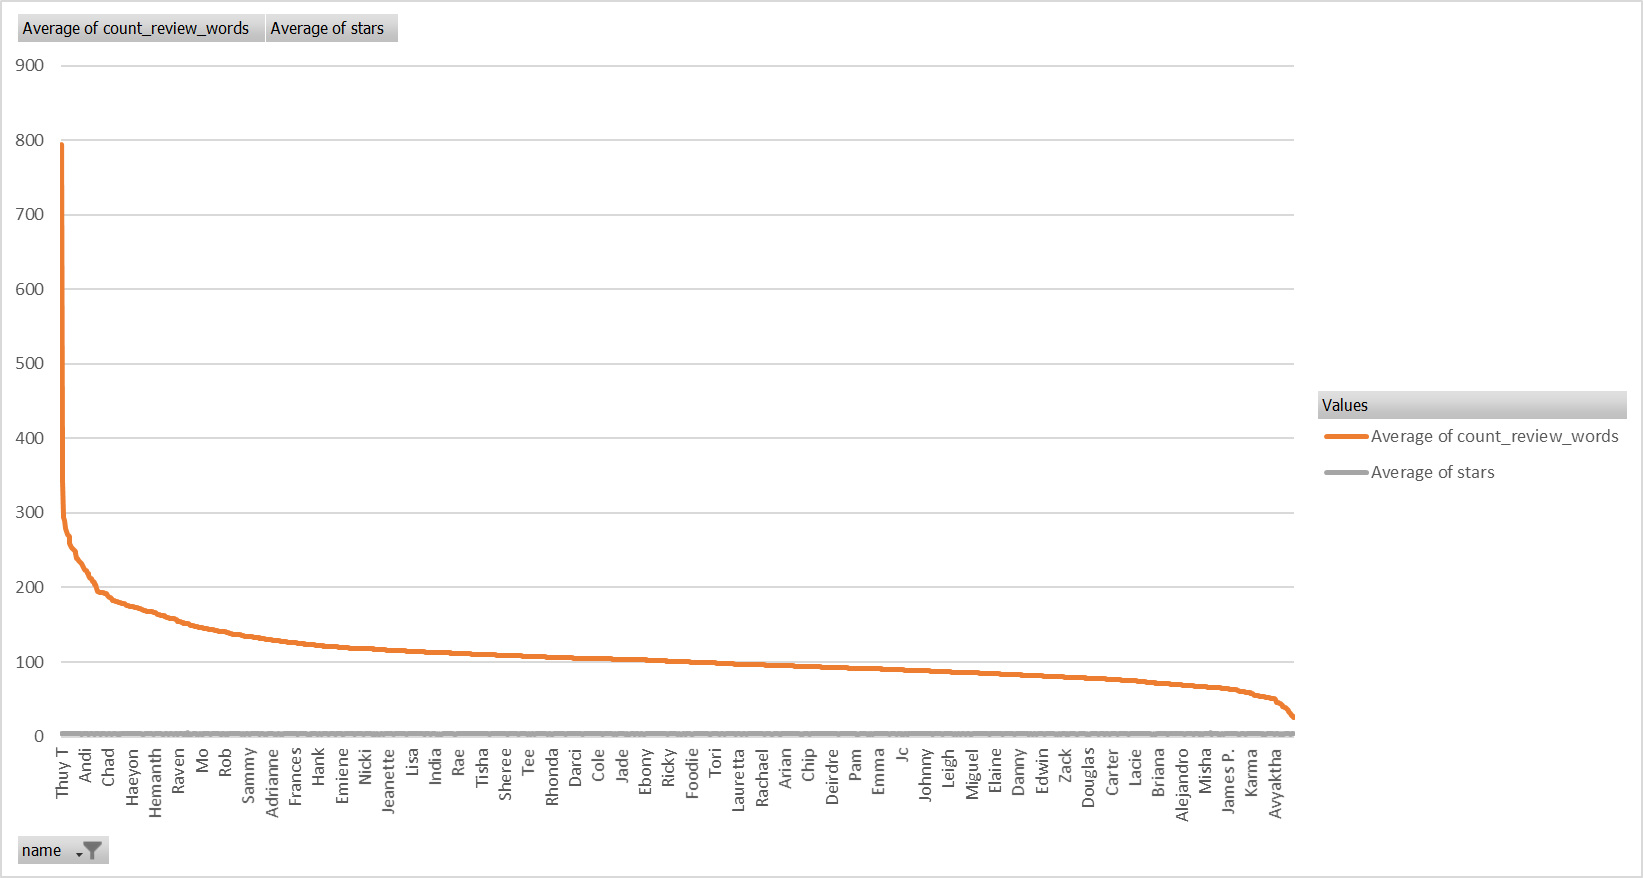 Average of count_review_words Average of stars
900
800
700
600
500
400
300
200
100
0
Thuy T
Andi
Chad
Haeyon
Hemanth
Raven
Mo
Rob
Sammy
Adrianne
Frances
Hank
Emiene
Nicki
Jeanette
Lisa
India
Rae
Tisha
Sheree
Tee
Rhonda
Darci
Cole
Jade
Ebony
Ricky
Foodie
Tori
Lauretta
Rachael
Arian
Chip
Deirdre
Pam
Emma
Jc
Johnny
Leigh
Miguel
Elaine
Danny
Edwin
Zack
Douglas
Carter
Lacie
Briana
Alejandro
Misha
James P.
Karma
Avyaktha
Values
Average of count_review_words
Average of stars
name